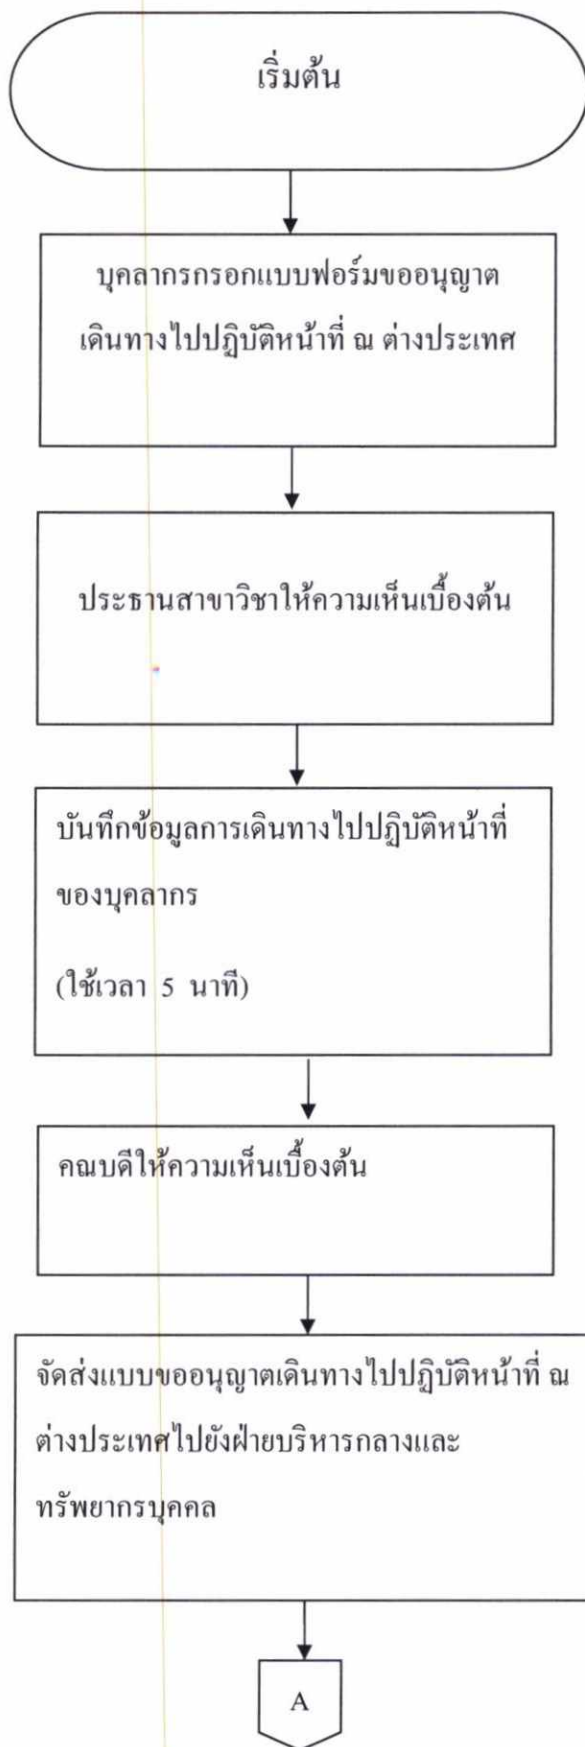 เริ่มต้น
บุคลากรกรอกแบบฟอร์มขออนุญาต
เดินทางไปปฏิบัติหน้าที่ ณ ต่างประเทศ
ประธานสาขาวิชาให้ความเห็นเบื้องต้น
บันทึกข้อมูลการเดินทางไปปฏิบัติหน้าที่
ของบุคลากร
(ใช้เวลา 5 นาที)
คณบดีให้ความเห็นเบื้องต้น
จัดส่งแบบขออนุญาตเดินทางไปปฏิบัติหน้าที่ ณ
ต่างประเทศไปยังฝ่ายบริหารกลางและ
ทรัพยากรบุคคล
A